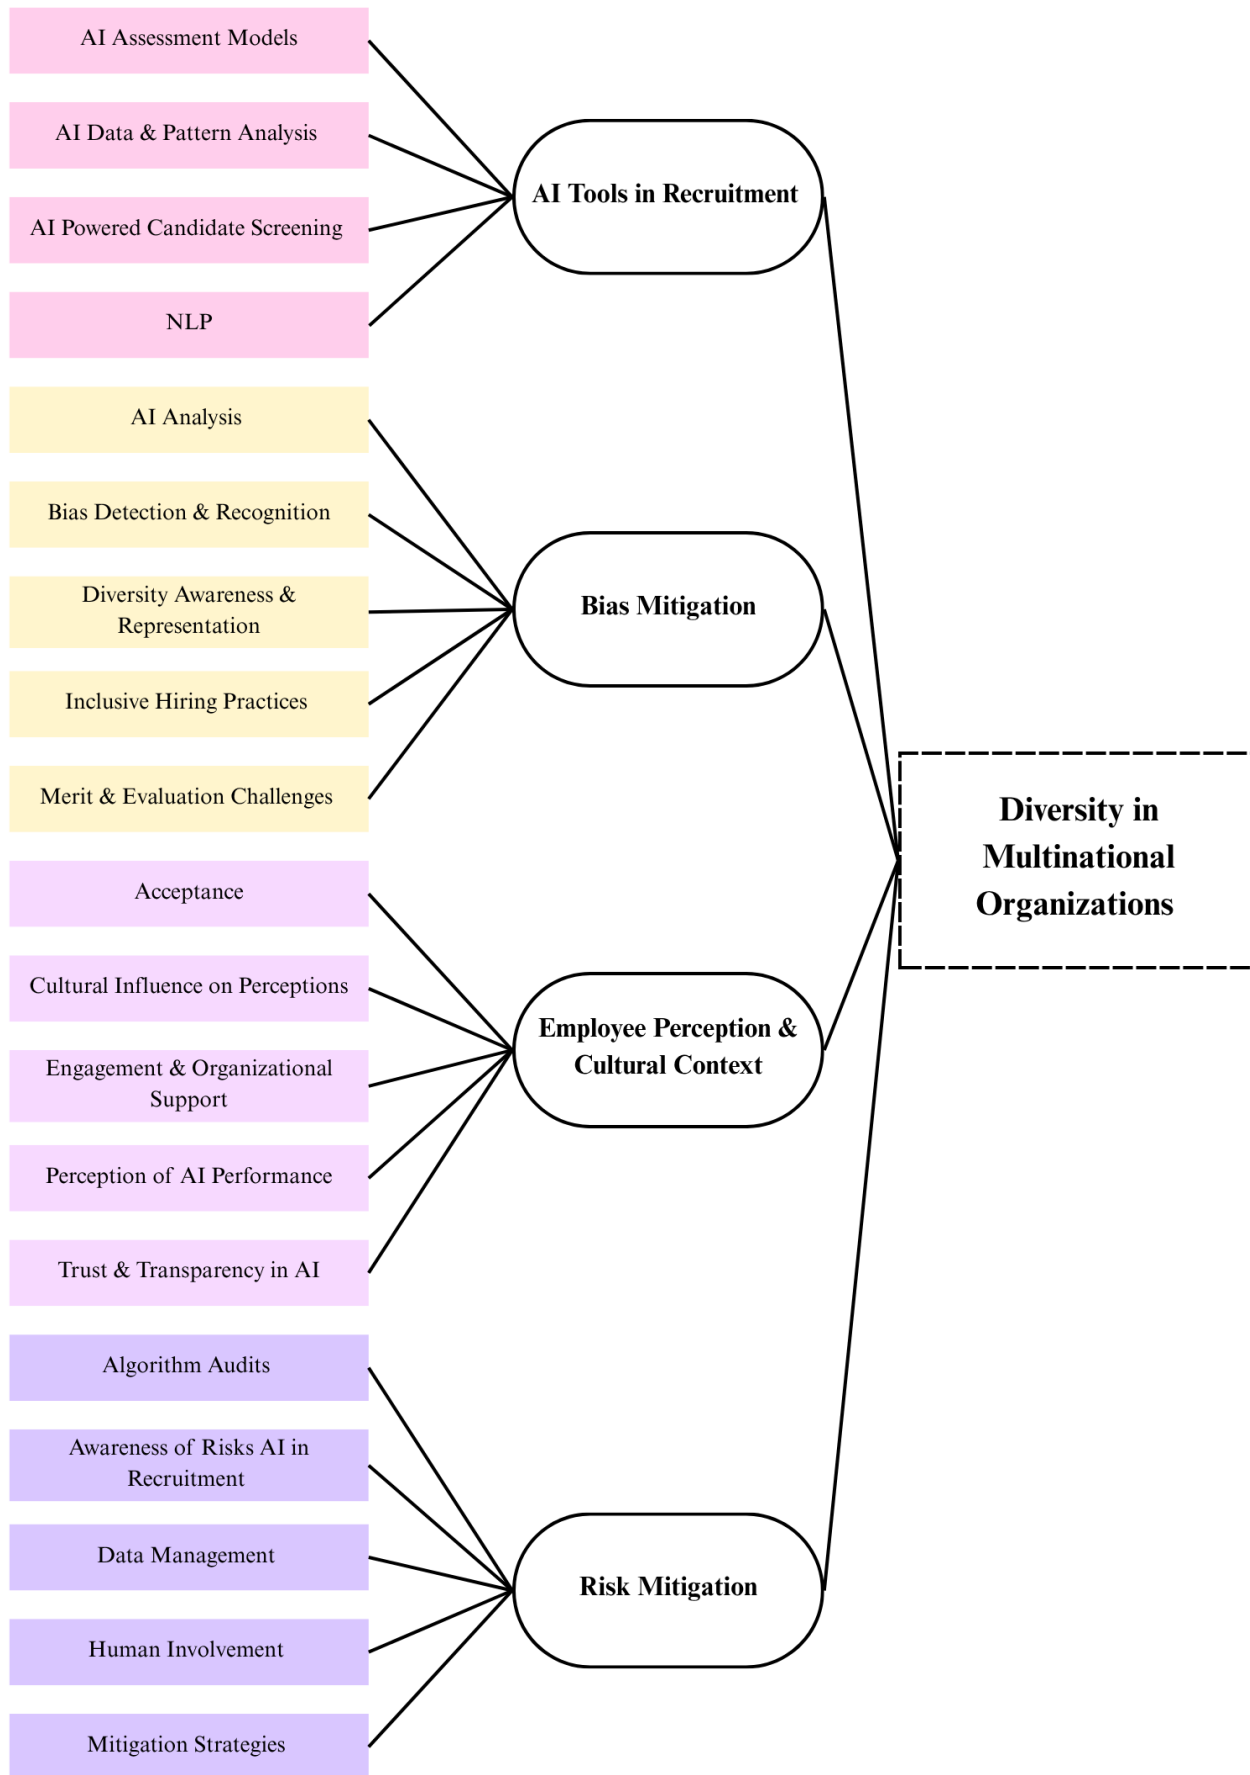 AI Assessment Models
AI Data & Pattern Analysis
AI Powered Candidate Screening
NLP
AI Tools in Recruitment
AI Analysis
Bias Detection & Recognition
Diversity Awareness &
Representation
Inclusive Hiring Practices
Merit & Evaluation Challenges
Bias Mitigation
Acceptance
Cultural Influence on Perceptions
Engagement & Organizational
Support
Perception of AI Performance
Trust & Transparency in AI
Employee Perception &
Cultural Context
Algorithm Audits
Awareness of Risks AI in
Recruitment
Data Management
Human Involvement
Mitigation Strategies
Risk Mitigation
Diversity in
Multinational
Organizations